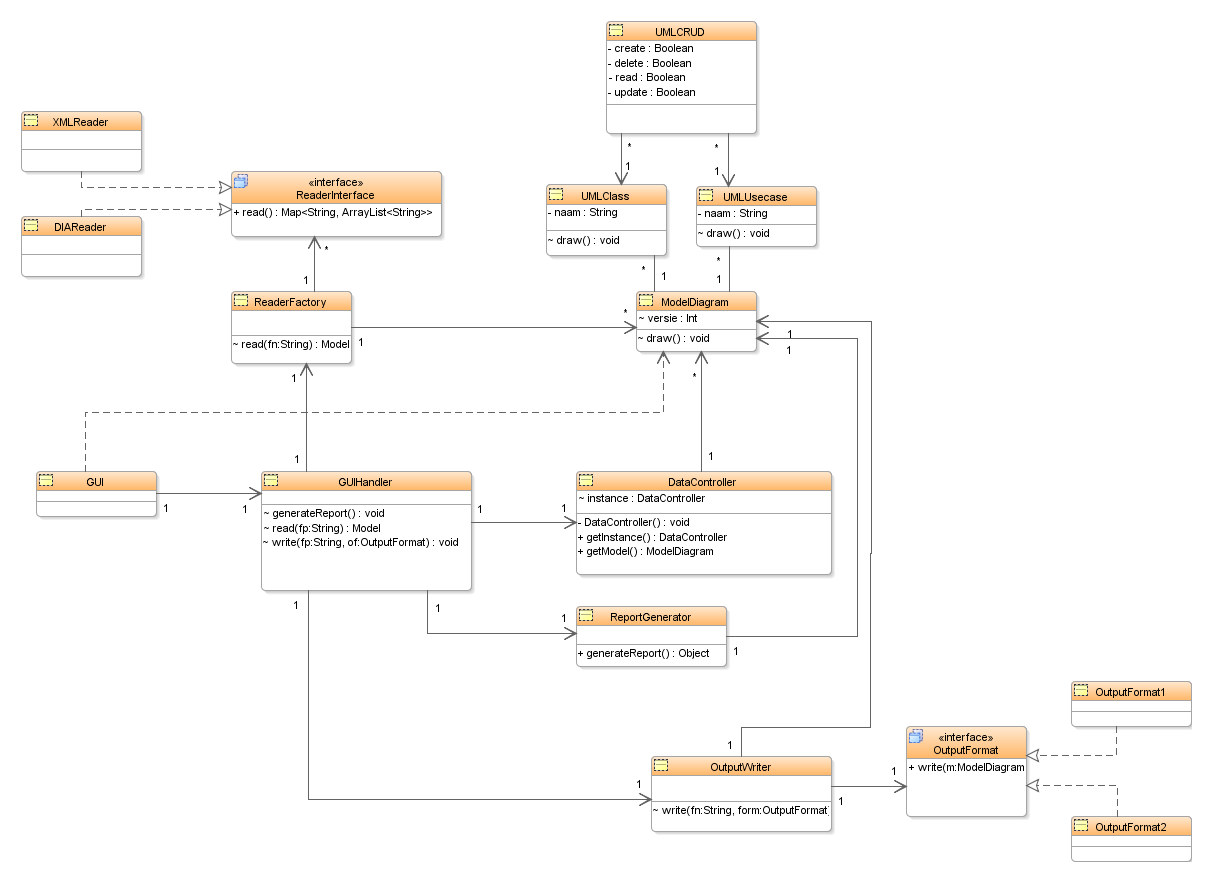 UMLCRUD
- create : Boolean
- delete : Boolean
- read : Boolean
- update : Boolean
XMLReader
*
*
1
1
«interface»
ReaderInterface
+ read() : Map<String, ArrayList<String>>
UMLClass
- naam : String
~ draw() : void
UMLUsecase
- naam : String
~ draw() : void
DIAReader
*
1
*
1
*
1
ReaderFactory
~ read(fn:String) : Model
1
*
ModelDiagram
~ versie : Int
~ draw() : void
1
1
1
*
1
1
GUI
1
1
GUIHandler
~ generateReport() : void
~ read(fp:String) : Model
~ write(fp:String, of:OutputFormat) : void
1
1
DataController
~ instance : DataController
- DataController() : void
+ getInstance() : DataController
+ getModel() : ModelDiagram
1
1
1
ReportGenerator
+ generateReport() : Object
1
OutputFormat1
1
«interface»
OutputFormat
+ write(m:ModelDiagram
1
OutputWriter
~ write(fn:String, form:OutputFormat
1
1
OutputFormat2